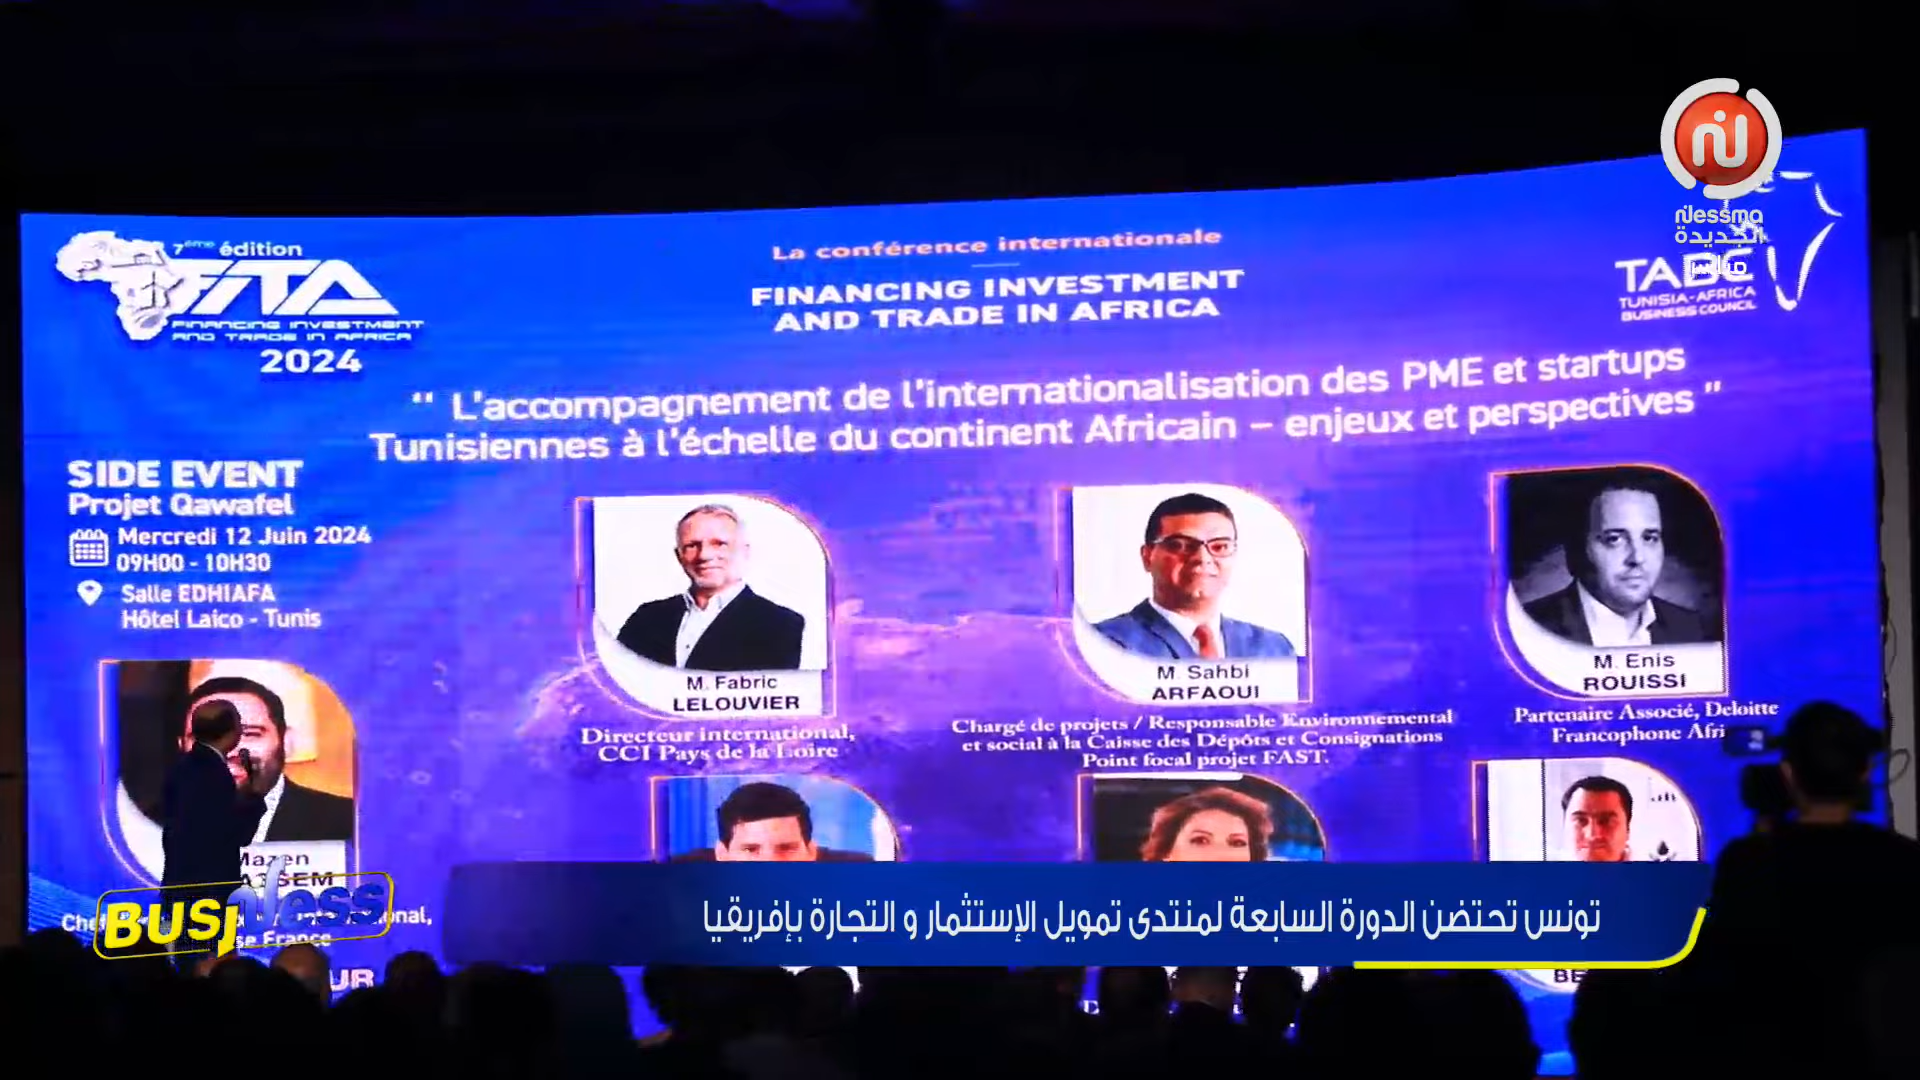 7ème édition
FITA
FINANCING INVESTMENT
AND TRADE IN AFRICA
2024
La conférence internationale
FINANCING INVESTMENT
AND TRADE IN AFRICA
Nessma
الجديدة
مباشر
TABC
TUNISIA-AFRICA
BUSINESS COUNCIL
“ L'accompagnement de l'internationalisation des PME et startups
Tunisiennes à l'échelle du continent Africain – enjeux et perspectives ”
SIDE EVENT
Projet Qawafel
Mercredi 12 Juin 2024
09H00 - 10H30
Salle EDHIAFA
Hôtel Laico - Tunis
M. Fabric
LELOUVIER
Directeur international,
CCI Pays de la Loire
M. Sahbi
ARFAOUI
Chargé de projets / Responsable Environnemental
et social à la Caisse des Dépôts et Consignations
Point focal projet FAST.
M. Enis
ROUISSI
Partenaire Associé, Deloitte
Francophone Afri
Mazen
BUSiness
تونس تحتضن الدورة السابعة لمنتدى تمويل الإستثمار و التجارة بإفريقيا
BE